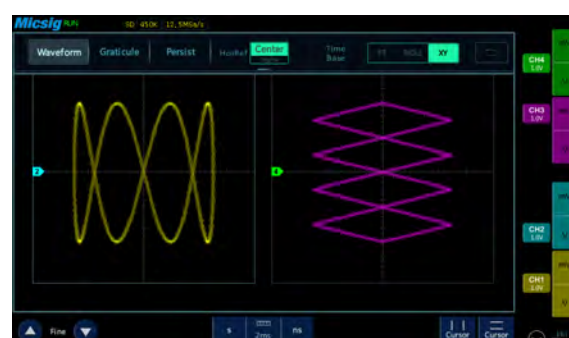 Micsig RUN SD 450K 12.5MSa/s
Waveform Graticule Persist HorRef Center Time Base YT XY
CH4 1.0V
CH3 1.0V
2
4
CH2 1.0V
CH1 1.0V
Fine s 2ms ns Cursor Cursor